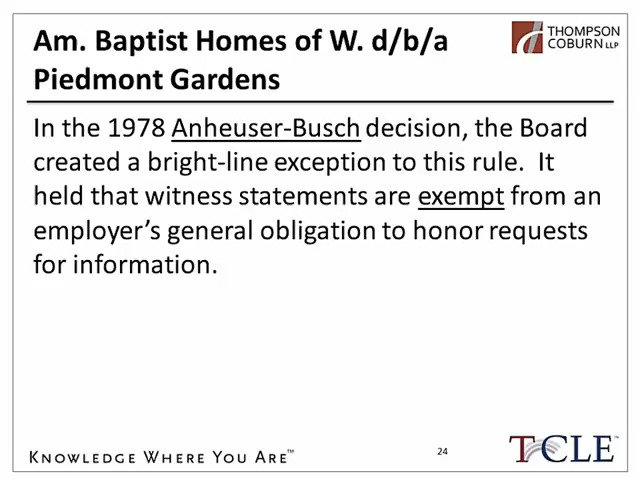 Am. Baptist Homes of W. d/b/a
Piedmont Gardens
THOMPSON
COBURN LLP
In the 1978 Anheuser-Busch decision, the Board
created a bright-line exception to this rule.  It
held that witness statements are exempt from an
employer’s general obligation to honor requests
for information.
KNOWLEDGE WHERE YOU ARE™
24
TCLE™